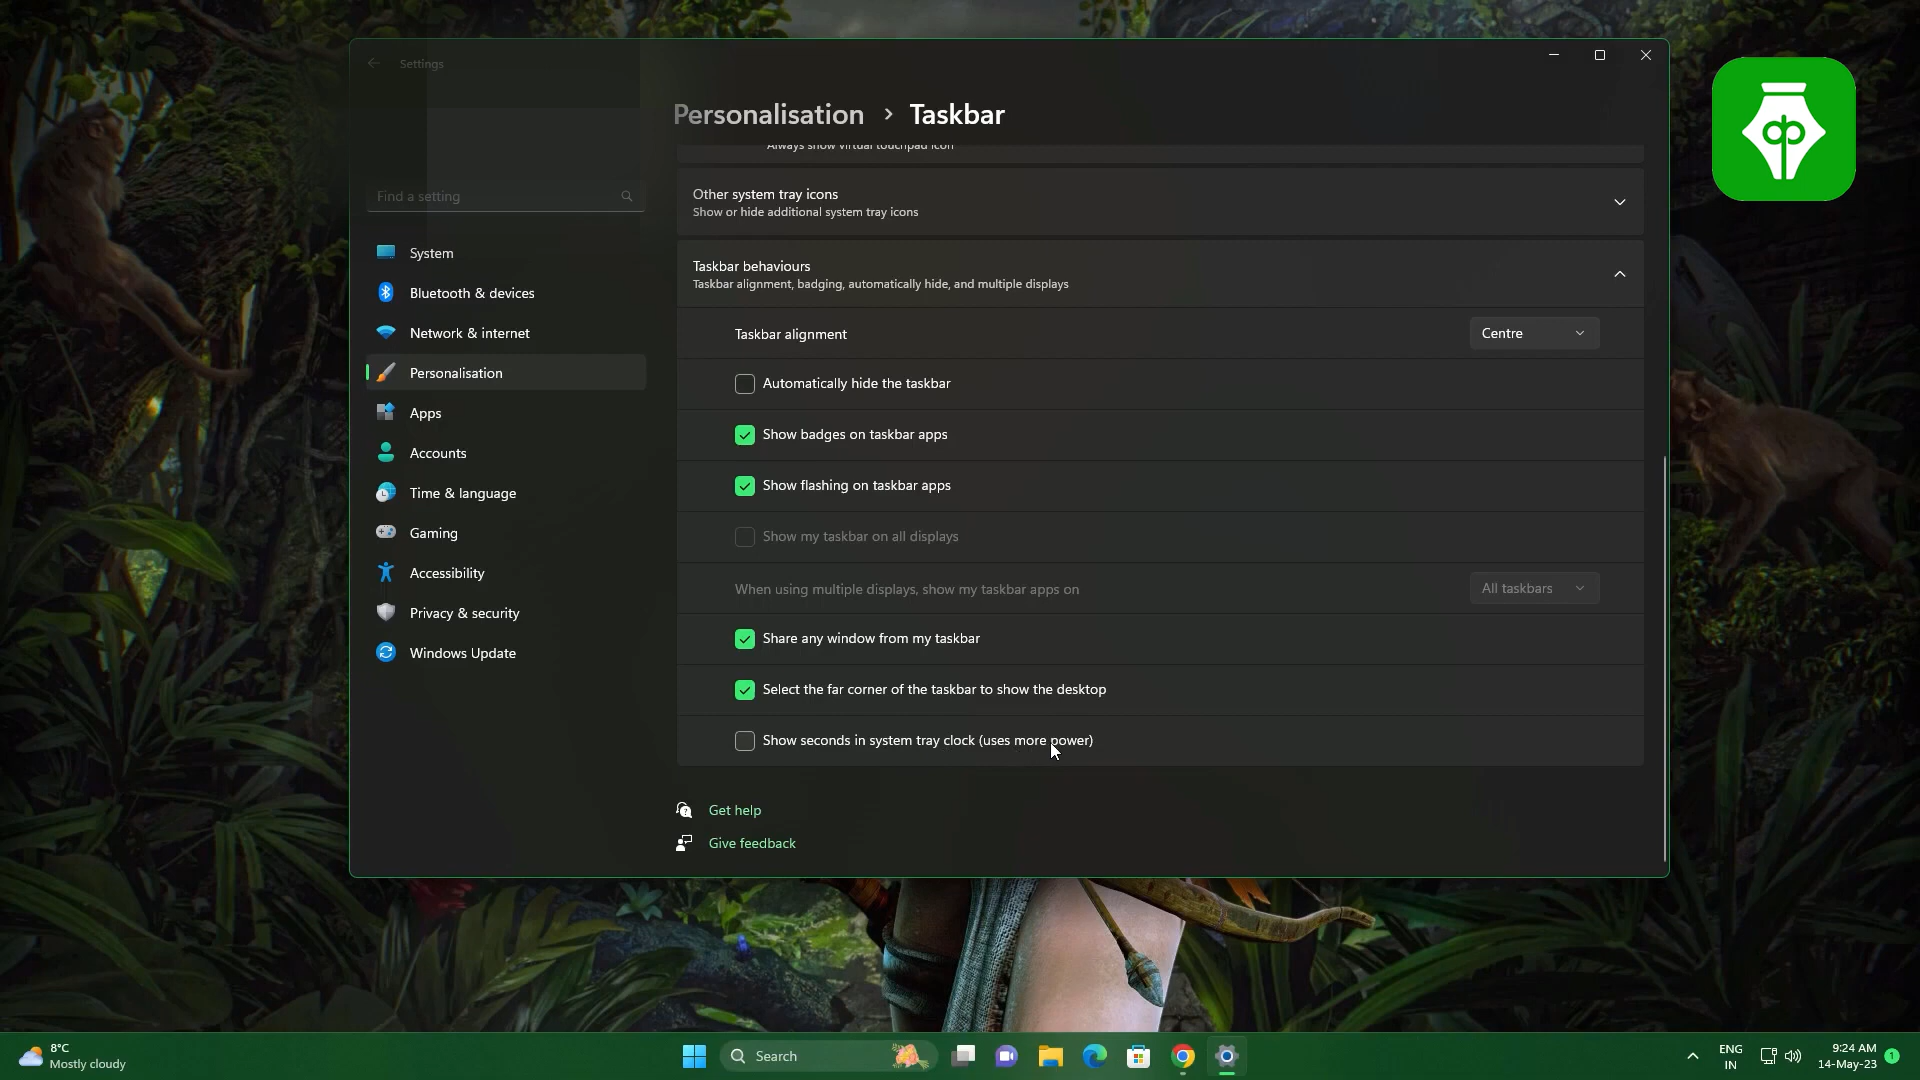 Settings
Personalisation > Taskbar
Always show virtual touchpad icon
Find a setting
System
Bluetooth & devices
Network & internet
Personalisation
Apps
Accounts
Time & language
Gaming
Accessibility
Privacy & security
Windows Update
Other system tray icons
Show or hide additional system tray icons
Taskbar behaviours
Taskbar alignment, badging, automatically hide, and multiple displays
Taskbar alignment
Centre
Automatically hide the taskbar
Show badges on taskbar apps
Show flashing on taskbar apps
Show my taskbar on all displays
When using multiple displays, show my taskbar apps on
All taskbars
Share any window from my taskbar
Select the far corner of the taskbar to show the desktop
Show seconds in system tray clock (uses more power)
Get help
Give feedback
8°C
Mostly cloudy
Search
ENG
IN
9:24 AM
14-May-23
1